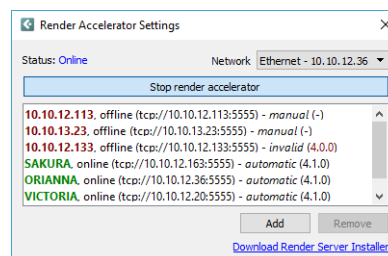 Render Accelerator Settings
Status: Online Network Ethernet - 10.10.12.36
Stop render accelerator
10.10.12.113, offline (tcp://10.10.12.113:5555) - manual (-)
10.10.13.23, offline (tcp://10.10.13.23:5555) - manual (-)
10.10.12.133, offline (tcp://10.10.12.133:5555) - invalid (4.0.0)
SAKURA, online (tcp://10.10.12.163:5555) - automatic (4.1.0)
ORIANNA, online (tcp://10.10.12.36:5555) - automatic (4.1.0)
VICTORIA, online (tcp://10.10.12.20:5555) - automatic (4.1.0)
Add Remove
Download Render Server Installer